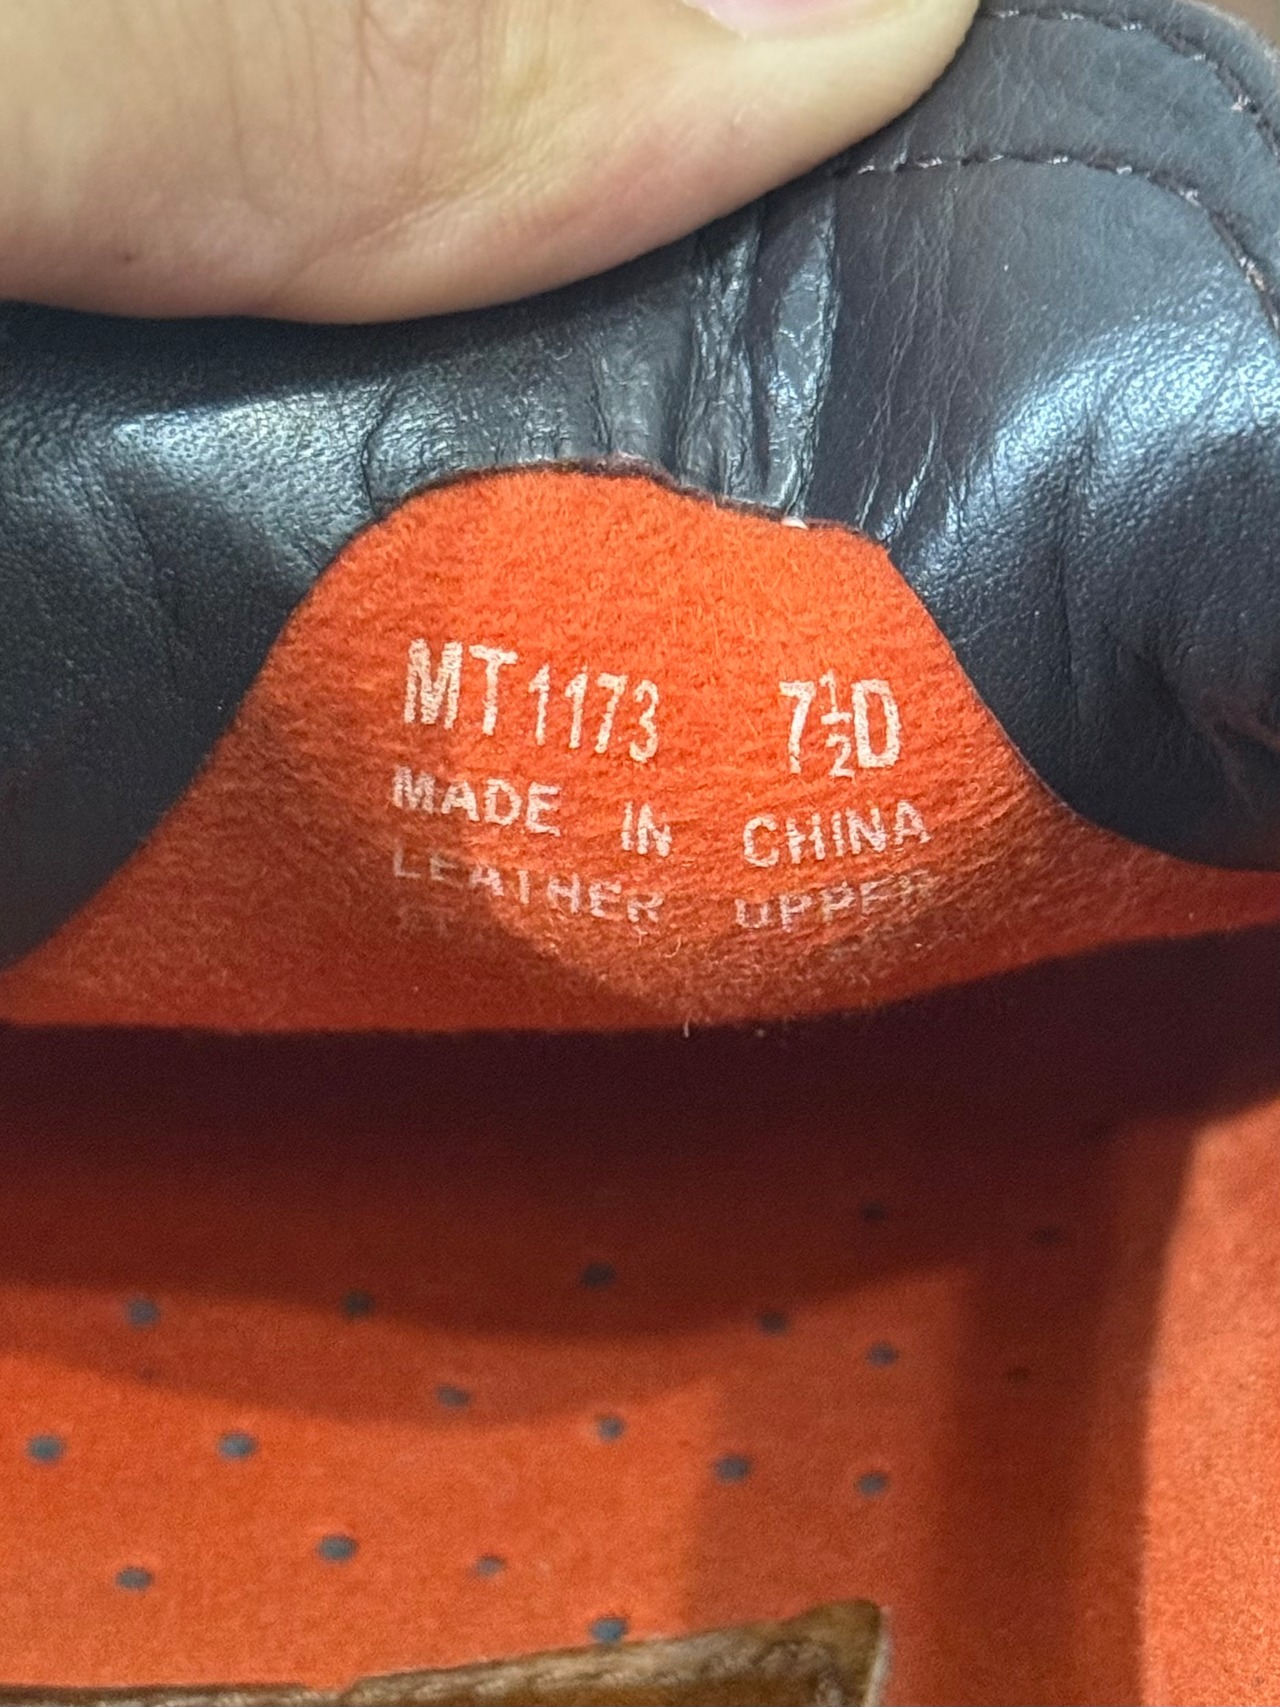 MT1173 7½D
MADE IN CHINA
LEATHER UPPER